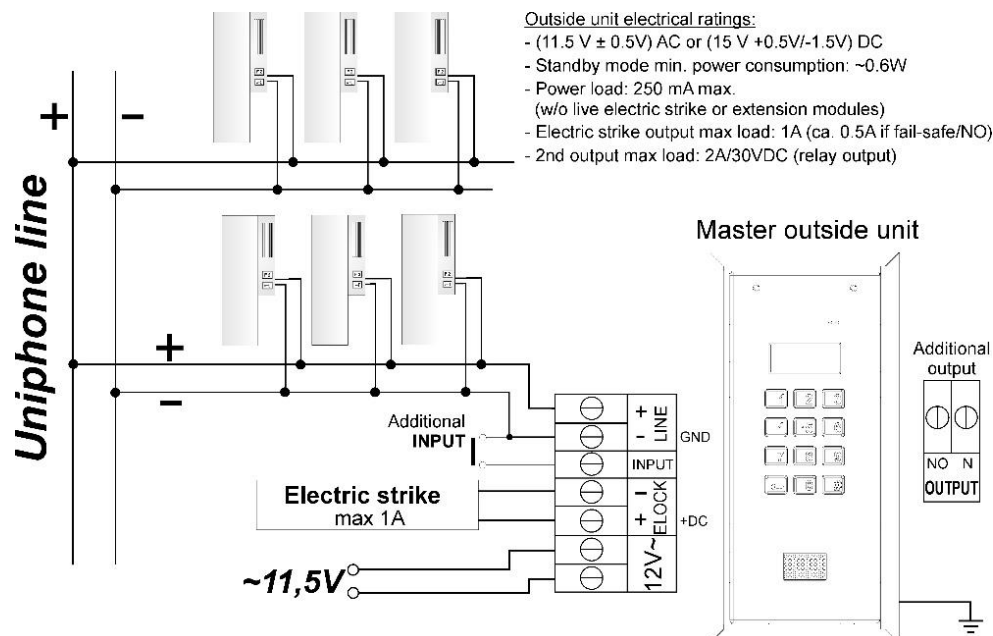 Outside unit electrical ratings:
- (11.5 V ± 0.5V) AC or (15 V +0.5V/-1.5V) DC
- Standby mode min. power consumption: ~0.6W
- Power load: 250 mA max.
(w/o live electric strike or extension modules)
- Electric strike output max load: 1A (ca. 0.5A if fail-safe/NO)
- 2nd output max load: 2A/30VDC (relay output)
+ -
Uniphone line
Master outside unit
+
-
Additional
INPUT
+
- LINE
GND
INPUT
Electric strike
max 1A
-
+ ELOCK
+DC
12V~
~11,5V
Additional
output
NO N
OUTPUT